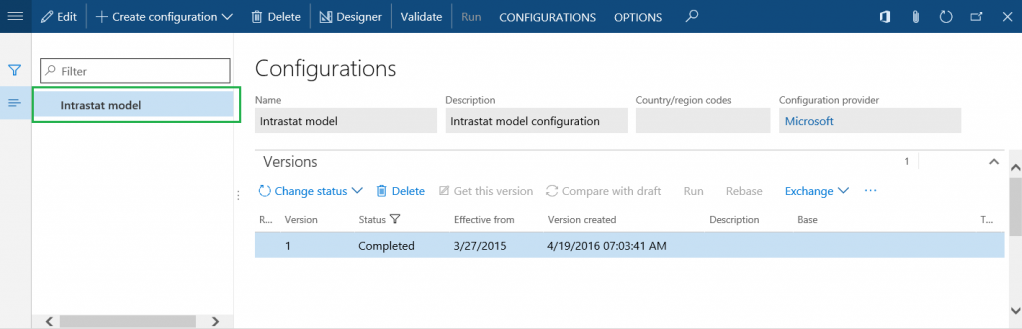 Edit Create configuration Delete Designer Validate Run CONFIGURATIONS OPTIONS
Filter
Intrastat model
Configurations
Name Description Country/region codes Configuration provider
Intrastat model Intrastat model configuration Microsoft
Versions 1
Change status Delete Get this version Compare with draft Run Rebase Exchange ...
R... Version Status Effective from Version created Description Base T...
1 Completed 3/27/2015 4/19/2016 07:03:41 AM